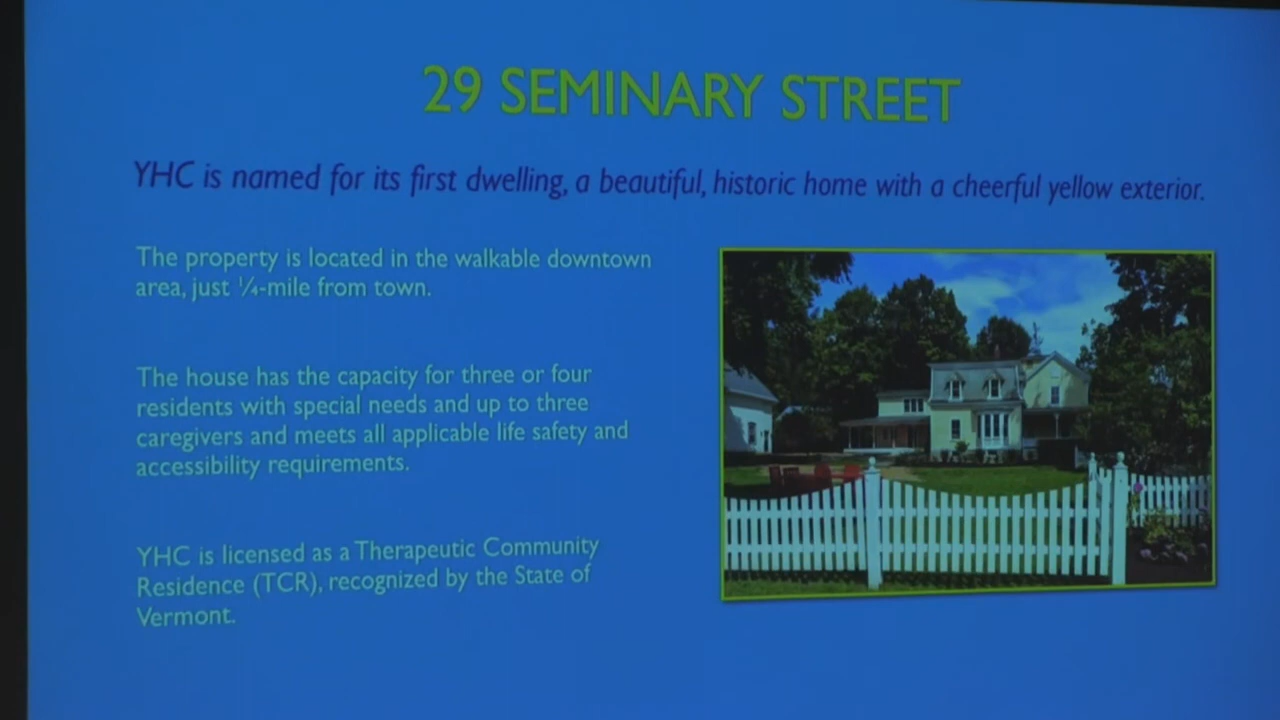 29 SEMINARY STREET
YHC is named for its first dwelling, a beautiful, historic home with a cheerful yellow exterior.
The property is located in the walkable downtown
area, just ¼-mile from town.
The house has the capacity for three or four
residents with special needs and up to three
caregivers and meets all applicable life safety and
accessibility requirements.
YHC is licensed as a Therapeutic Community
Residence (TCR), recognized by the State of
Vermont.